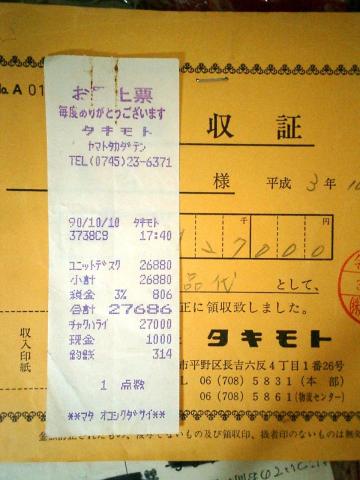 A 01
収証
お買上票
毎度ありがとうございます
タキモト
ヤマトタカダテン
TEL(0745)23-6371
様 平成 3年 10
90/10/10 タキモト
3738C9 17:40
千
27000
ユニットデスク 26880
小計 26880
税金 3% 806
合計 27686
チャクバライ 27000
現金 1000
釣銭 314
1 点数
**マタ オコシクダサイ**
品代 として、
正に領収致しました。
収入印紙
タキモト
市平野区長吉六反4丁目1番26号
L 06(708)5831(本部)
06(708)5861(物流センター)